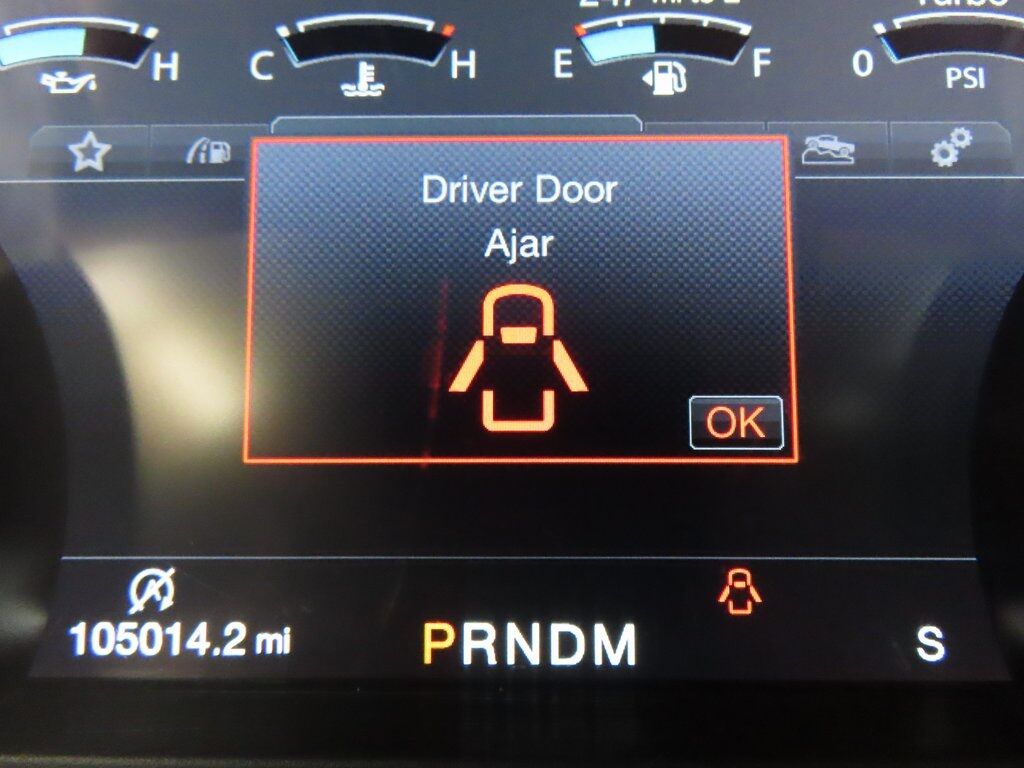 H
C
H
E
F
0
PSI
Driver Door
Ajar
OK
105014.2 mi
PRNDM
S